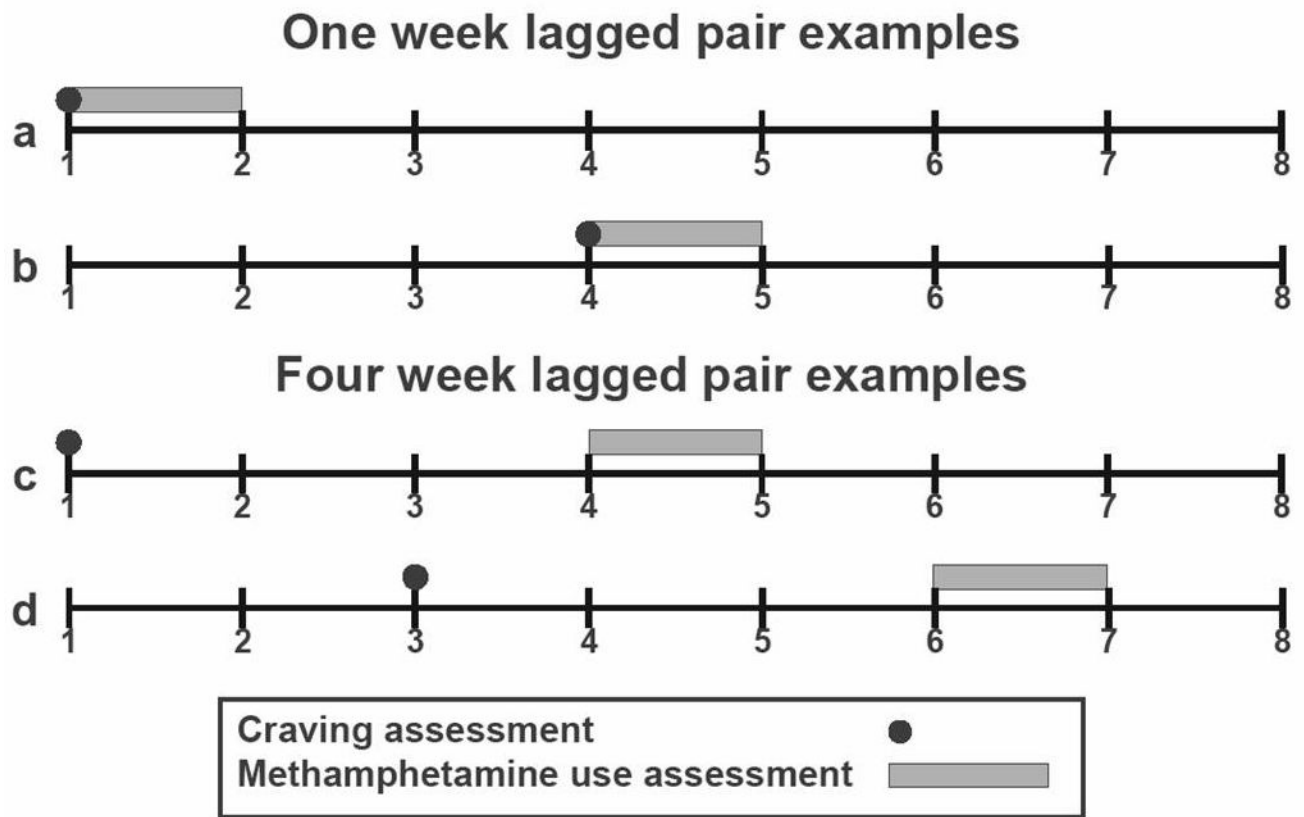 One week lagged pair examples
a
1 2 3 4 5 6 7 8
b
1 2 3 4 5 6 7 8
Four week lagged pair examples
c
1 2 3 4 5 6 7 8
d
1 2 3 4 5 6 7 8
Craving assessment
Methamphetamine use assessment